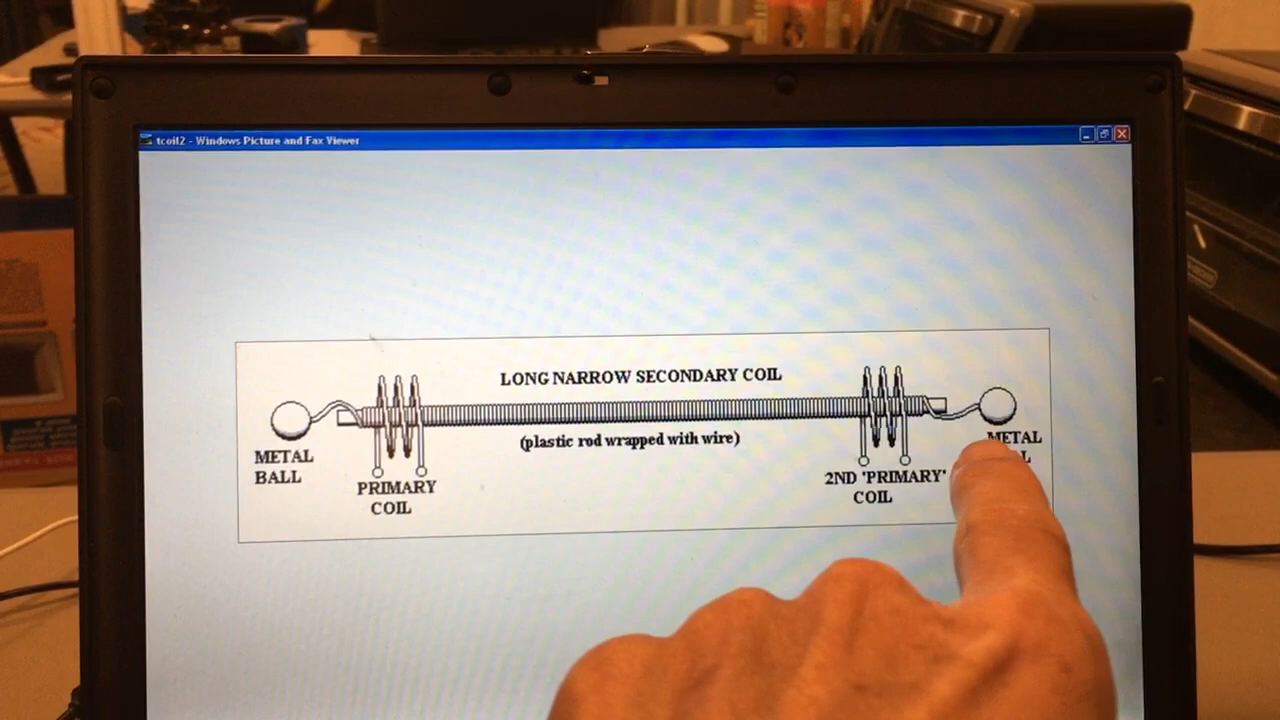 tcoil2 - Windows Picture and Fax Viewer
LONG NARROW SECONDARY COIL
(plastic rod wrapped with wire)
METAL
BALL
PRIMARY
COIL
2ND 'PRIMARY'
COIL
METAL